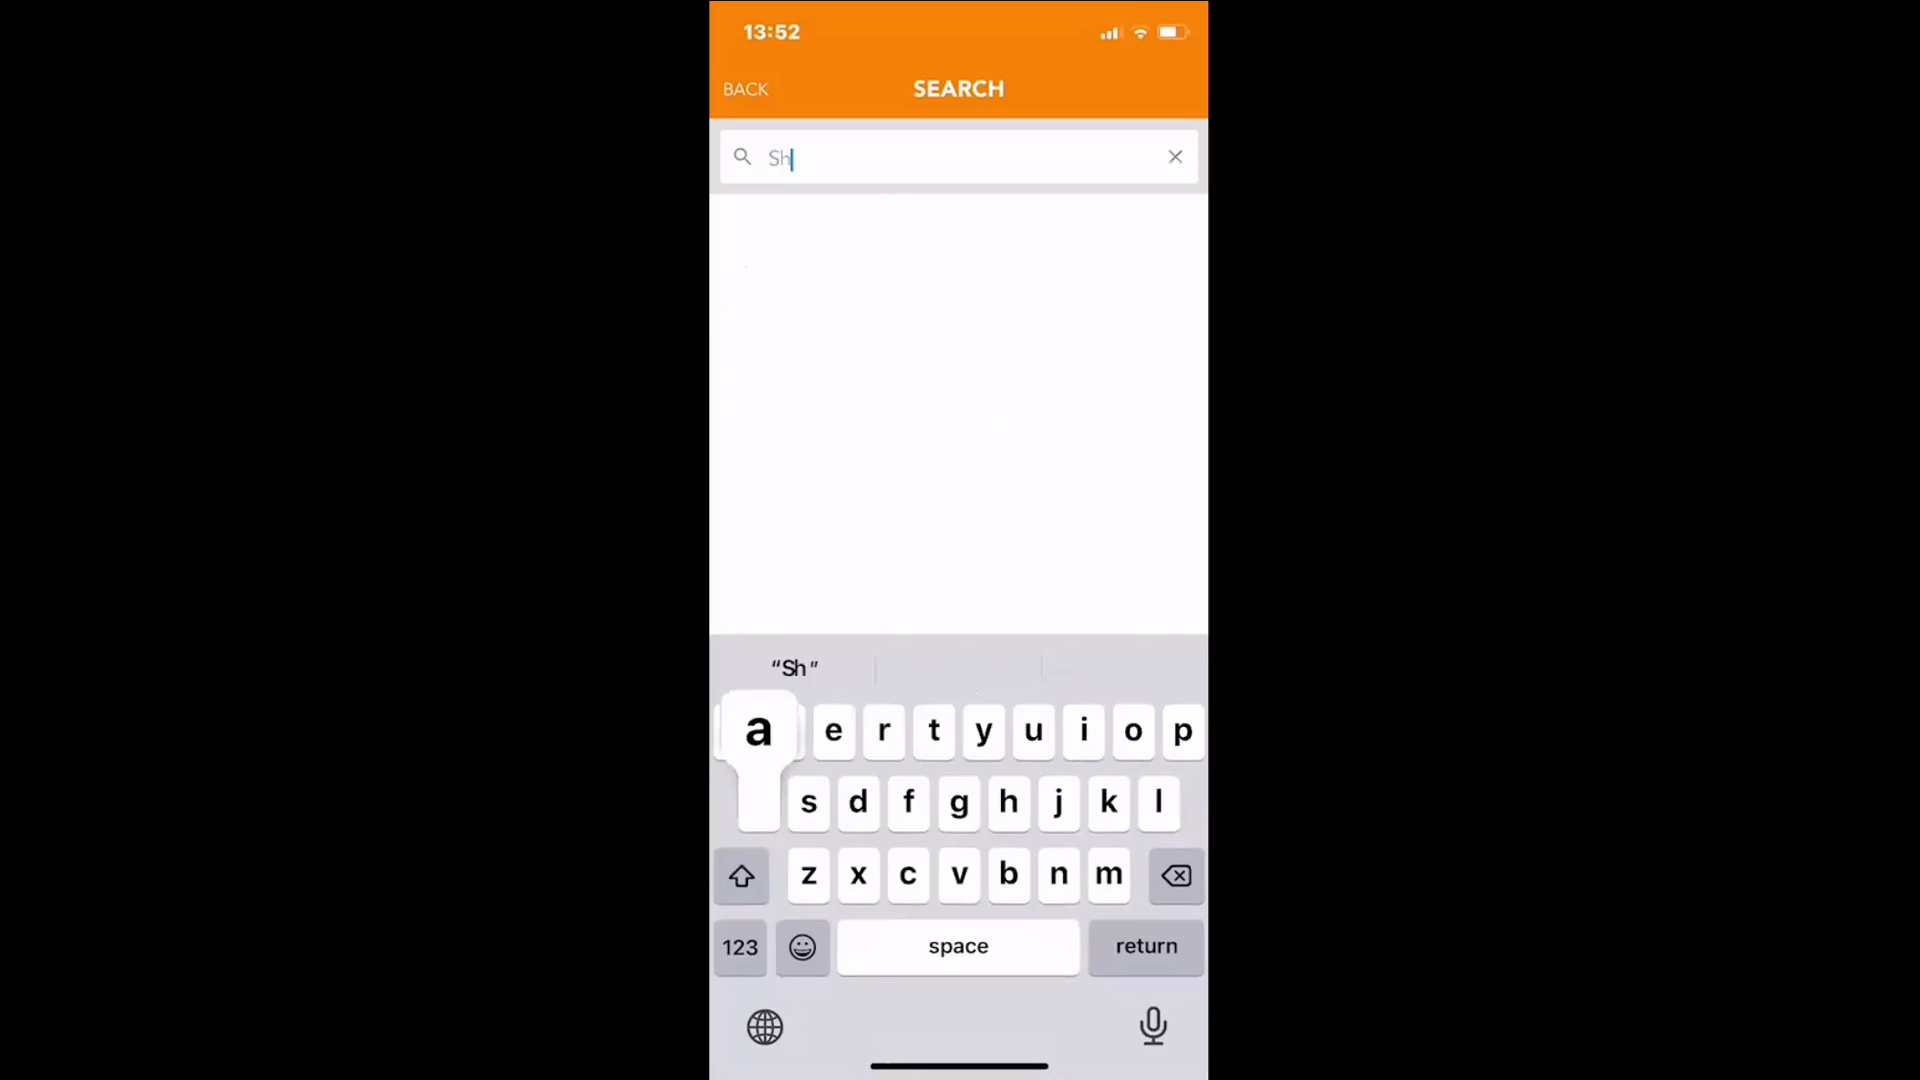 13:52
BACK SEARCH
Sh
“Sh”
a e r t y u i o p
s d f g h j k l
z x c v b n m
123 space return